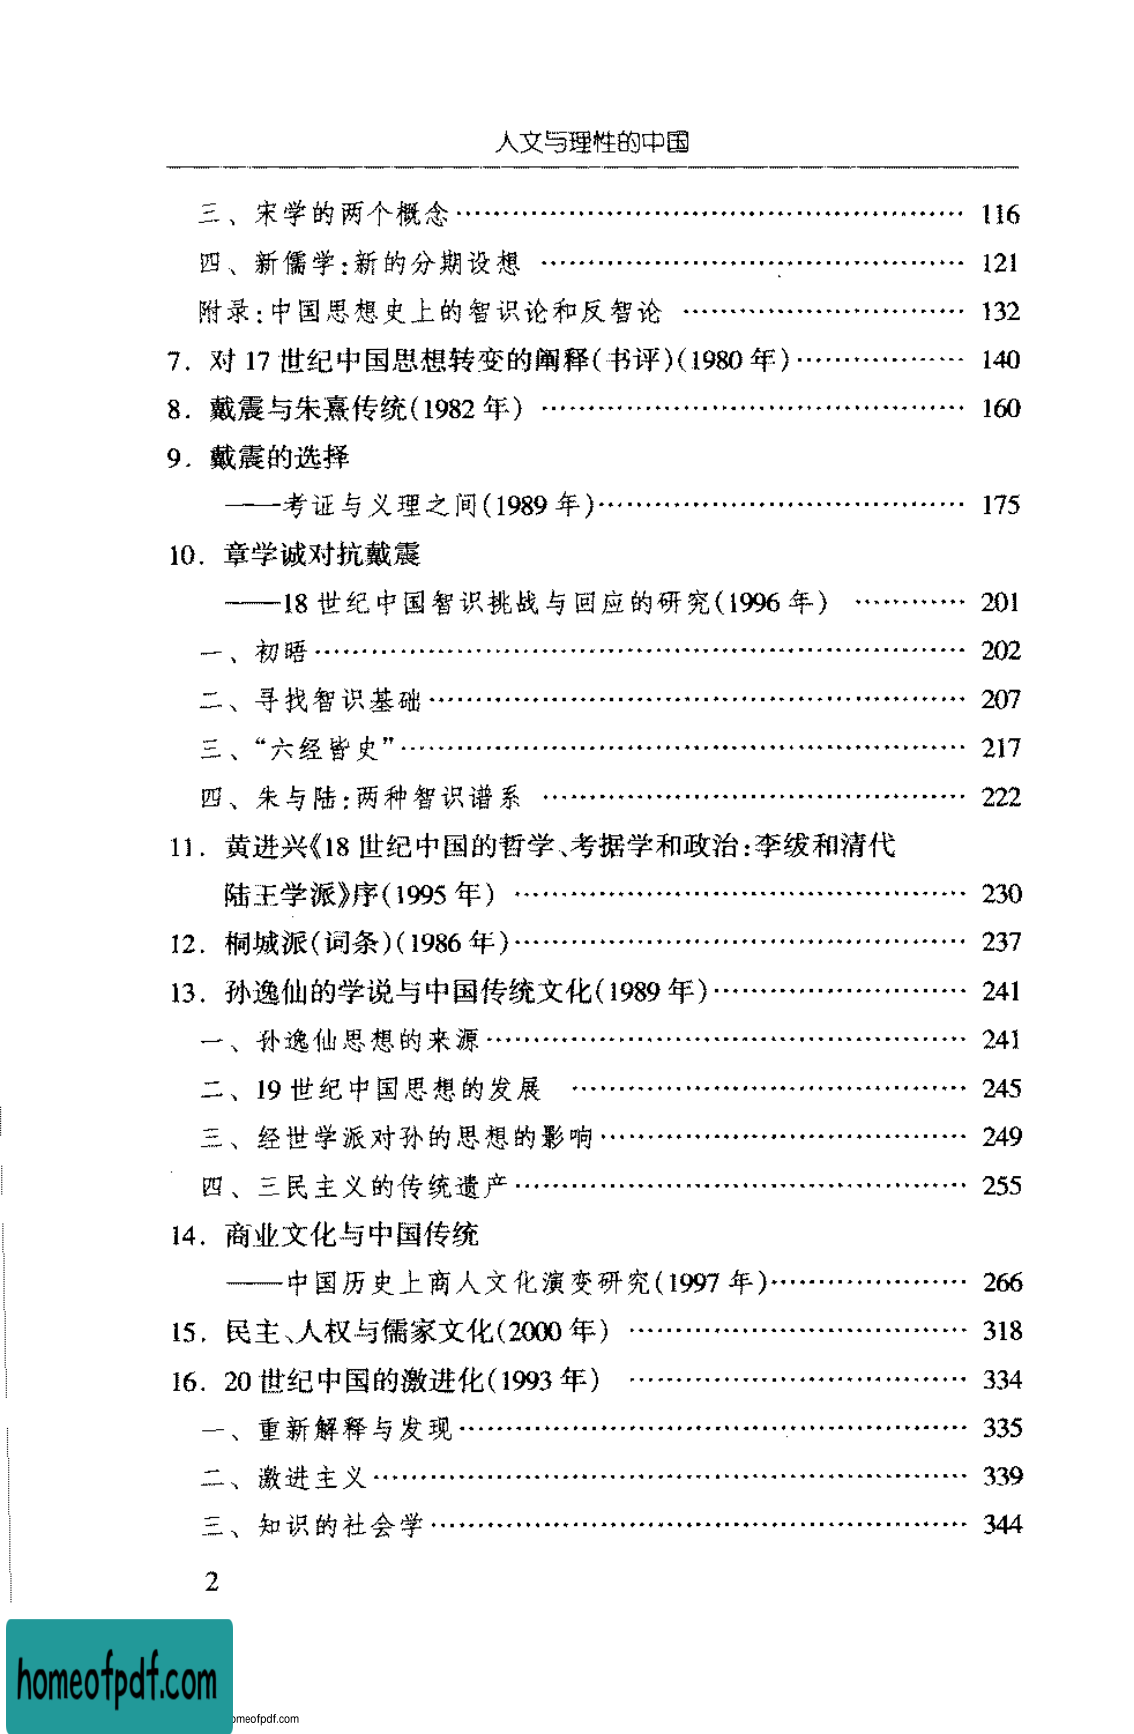 人文与理性的中国
三、宋学的两个概念…………………………………………… 116
四、新儒学:新的分期设想 …………………………………… 121
附录:中国思想史上的智识论和反智论 ……………………… 132
7. 对 17 世纪中国思想转变的阐释(书评)(1980 年)…………… 140
8. 戴震与朱熹传统(1982 年) …………………………………… 160
9. 戴震的选择
——考证与义理之间(1989 年)……………………………… 175
10. 章学诚对抗戴震
——18 世纪中国智识挑战与回应的研究(1996 年) ………… 201
一、初晤……………………………………………………… 202
二、寻找智识基础…………………………………………… 207
三、“六经皆史”……………………………………………… 217
四、朱与陆:两种智识谱系 ………………………………… 222
11. 黄进兴《18 世纪中国的哲学、考据学和政治:李绂和清代
陆王学派》序(1995 年) …………………………………… 230
12. 桐城派(词条)(1986 年)…………………………………… 237
13. 孙逸仙的学说与中国传统文化(1989 年)………………… 241
一、孙逸仙思想的来源……………………………………… 241
二、19 世纪中国思想的发展 ……………………………… 245
三、经世学派对孙的思想的影响…………………………… 249
四、三民主义的传统遗产…………………………………… 255
14. 商业文化与中国传统
——中国历史上商人文化演变研究(1997 年)……………… 266
15. 民主、人权与儒家文化(2000 年) ………………………… 318
16. 20 世纪中国的激进化(1993 年) ………………………… 334
一、重新解释与发现………………………………………… 335
二、激进主义………………………………………………… 339
三、知识的社会学…………………………………………… 344
2
homeofpdf.com
omeofpdf.com